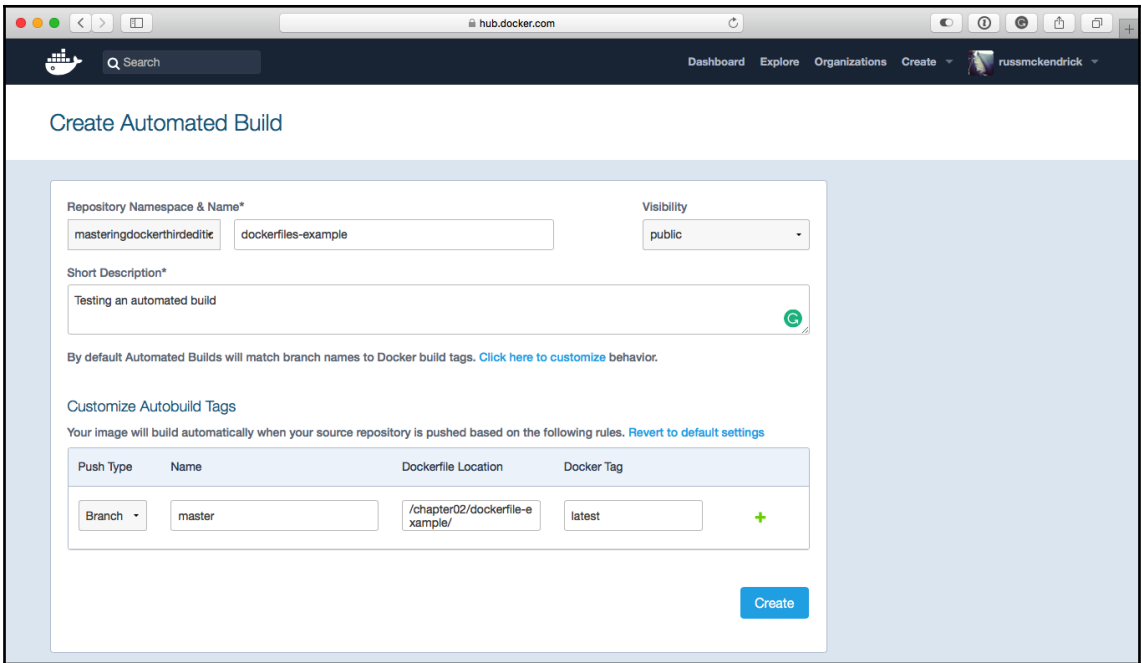 hub.docker.com
Search
Dashboard Explore Organizations Create russmckendrick
Create Automated Build
Repository Namespace & Name* Visibility
masteringdockerthirdeditic dockerfiles-example public
Short Description*
Testing an automated build
By default Automated Builds will match branch names to Docker build tags. Click here to customize behavior.
Customize Autobuild Tags
Your image will build automatically when your source repository is pushed based on the following rules. Revert to default settings
Push Type Name Dockerfile Location Docker Tag
Branch master /chapter02/dockerfile-e latest
xample/
Create